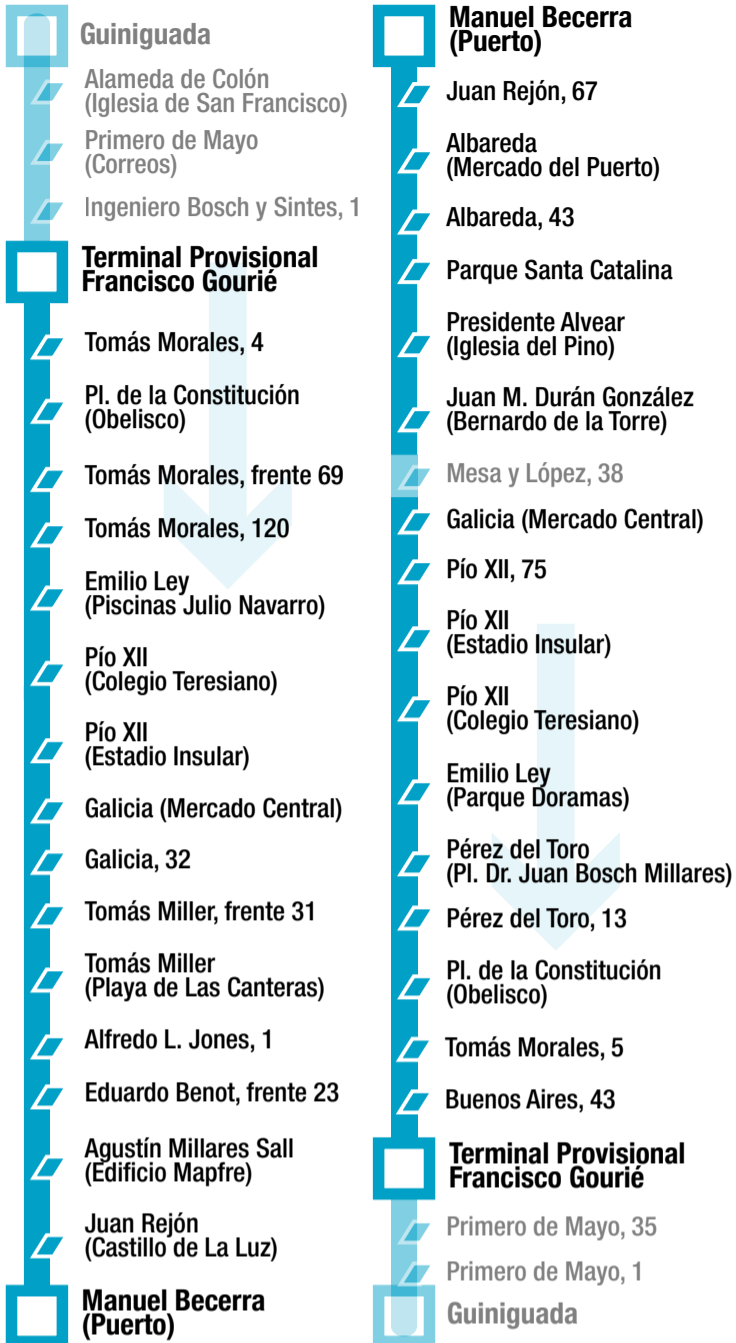 Guiniguada
Alameda de Colón
(Iglesia de San Francisco)
Primero de Mayo
(Correos)
Ingeniero Bosch y Sintes, 1
Terminal Provisional
Francisco Gourié
Tomás Morales, 4
Pl. de la Constitución
(Obelisco)
Tomás Morales, frente 69
Tomás Morales, 120
Emilio Ley
(Piscinas Julio Navarro)
Pío XII
(Colegio Teresiano)
Pío XII
(Estadio Insular)
Galicia (Mercado Central)
Galicia, 32
Tomás Miller, frente 31
Tomás Miller
(Playa de Las Canteras)
Alfredo L. Jones, 1
Eduardo Benot, frente 23
Agustín Millares Sall
(Edificio Mapfre)
Juan Rejón
(Castillo de La Luz)
Manuel Becerra
(Puerto)
Manuel Becerra
(Puerto)
Juan Rejón, 67
Albareda
(Mercado del Puerto)
Albareda, 43
Parque Santa Catalina
Presidente Alvear
(Iglesia del Pino)
Juan M. Durán González
(Bernardo de la Torre)
Mesa y López, 38
Galicia (Mercado Central)
Pío XII, 75
Pío XII
(Estadio Insular)
Pío XII
(Colegio Teresiano)
Emilio Ley
(Parque Doramas)
Pérez del Toro
(Pl. Dr. Juan Bosch Millares)
Pérez del Toro, 13
Pl. de la Constitución
(Obelisco)
Tomás Morales, 5
Buenos Aires, 43
Terminal Provisional
Francisco Gourié
Primero de Mayo, 35
Primero de Mayo, 1
Guiniguada